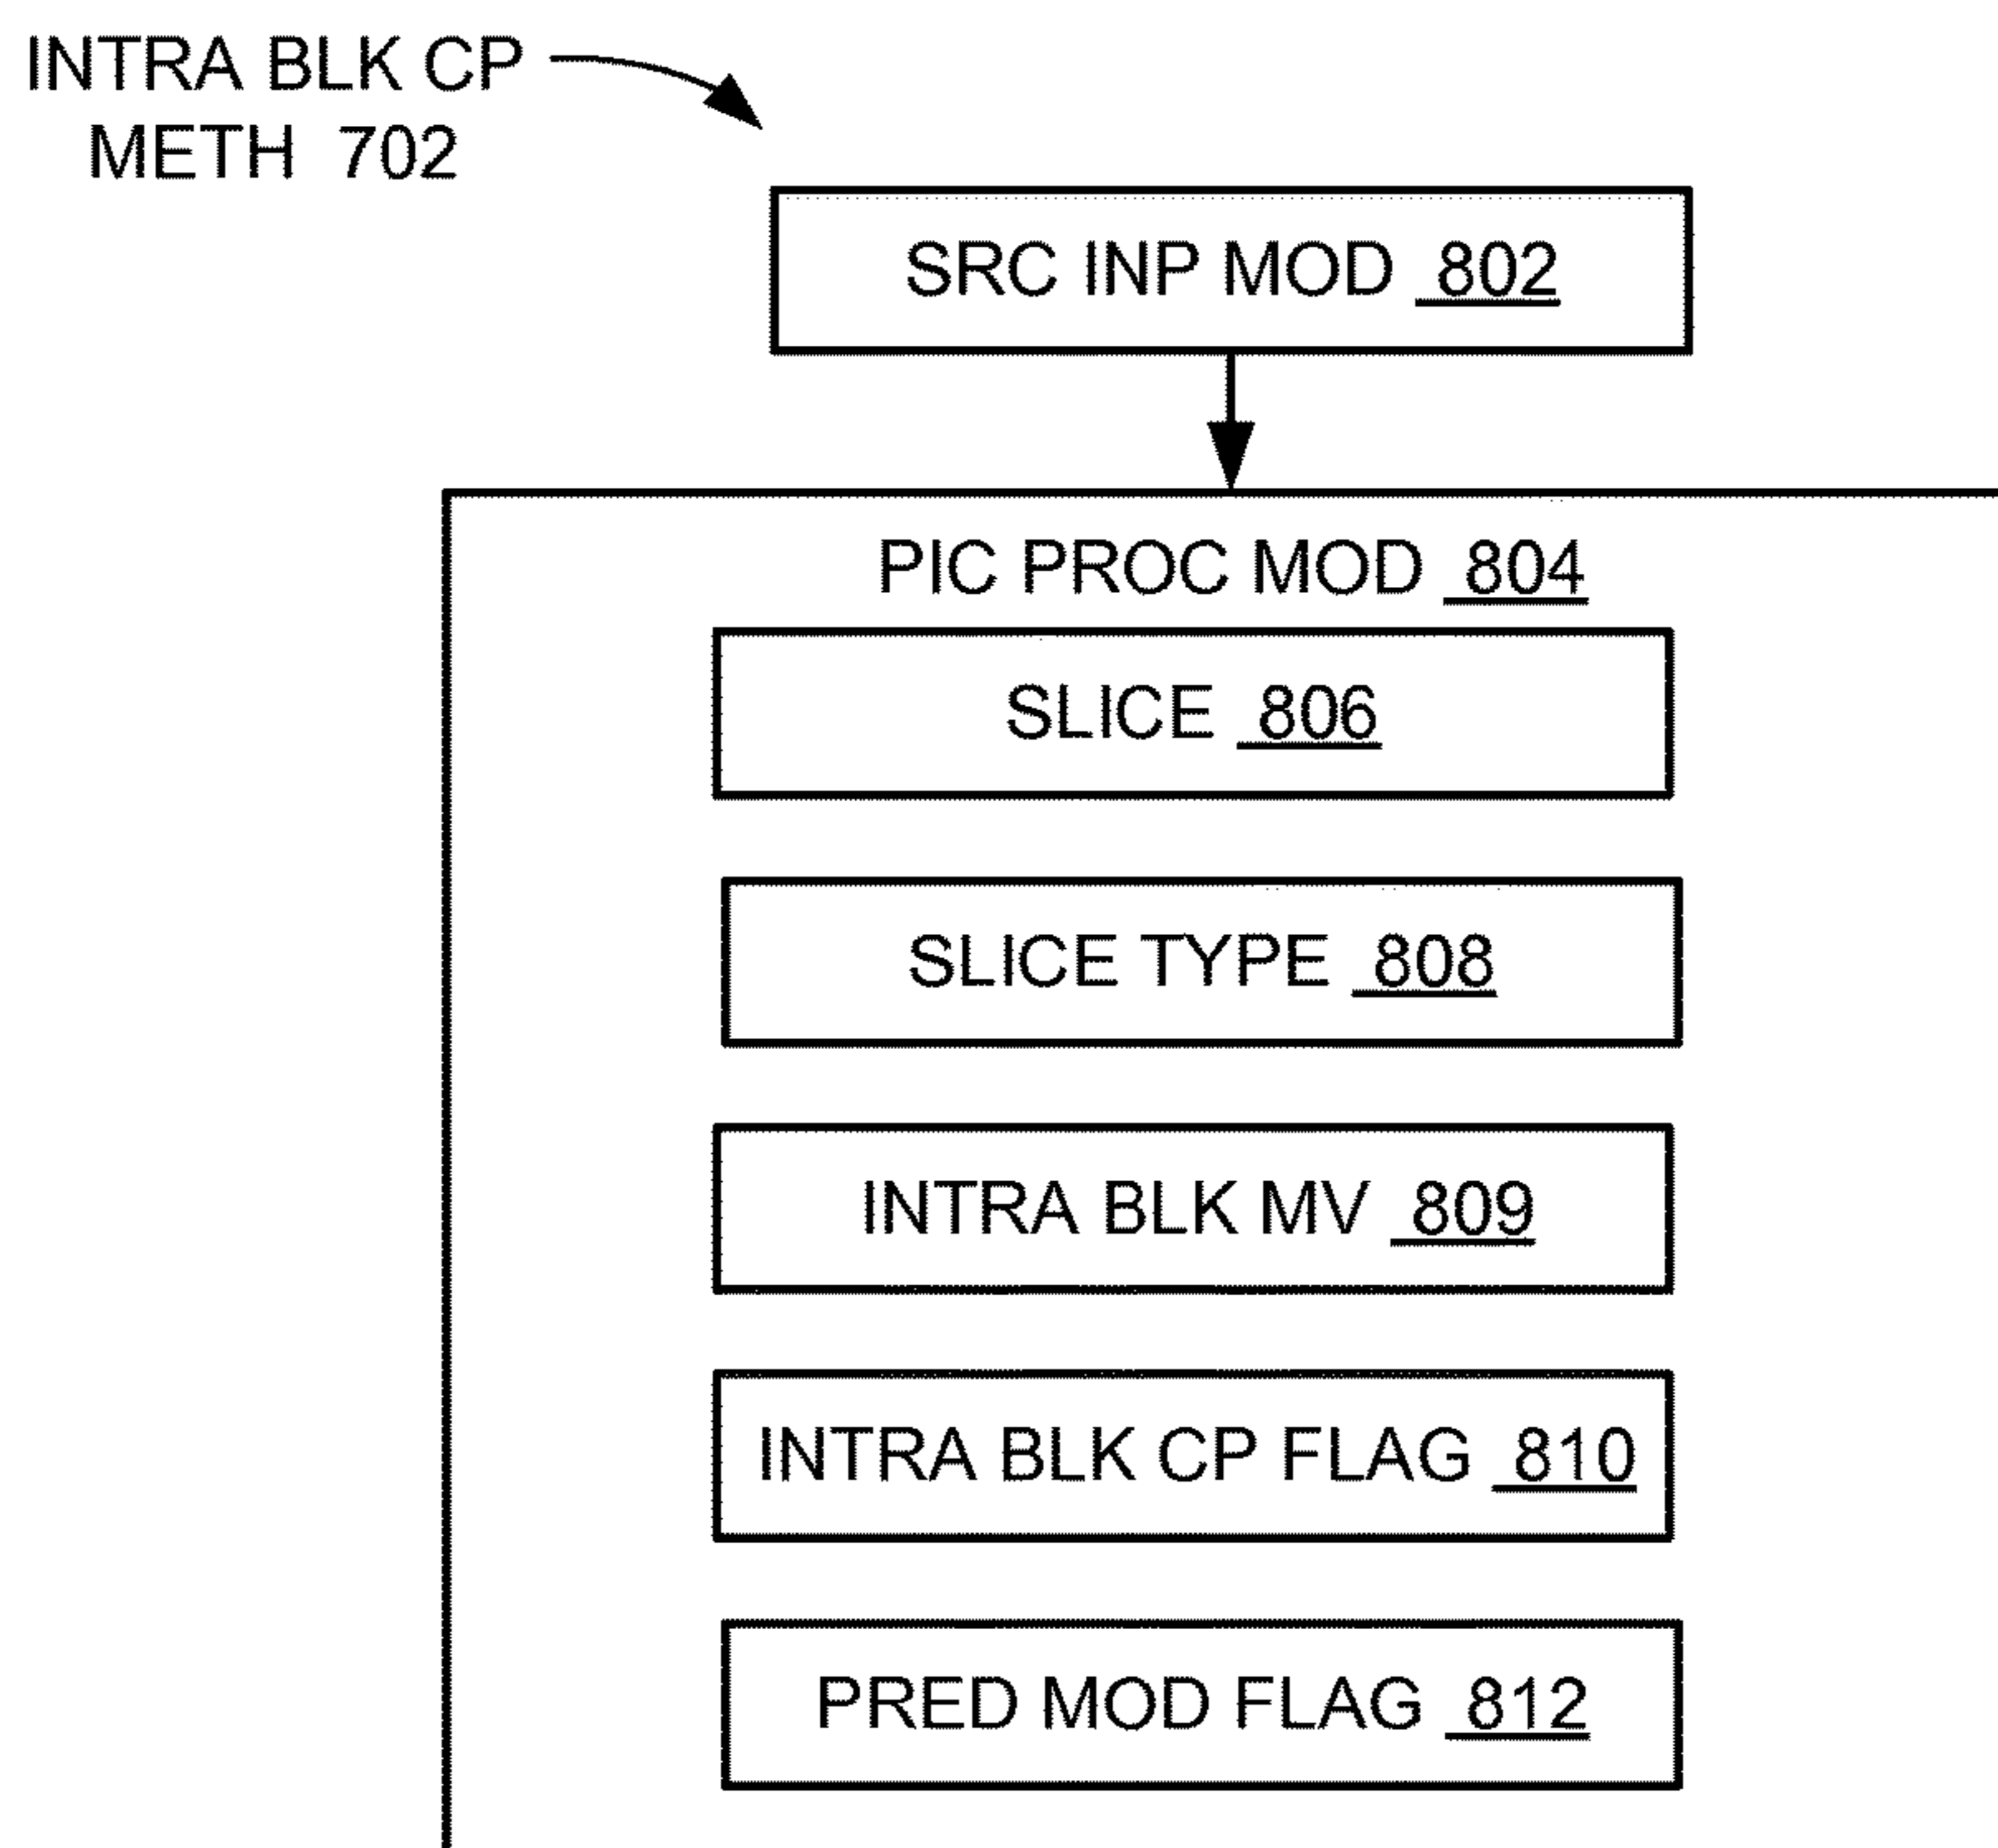 INTRA BLK CP
METH 702
SRC INP MOD 802
PIC PROC MOD 804
SLICE 806
SLICE TYPE 808
INTRA BLK MV 809
INTRA BLK CP FLAG 810
PRED MOD FLAG 812